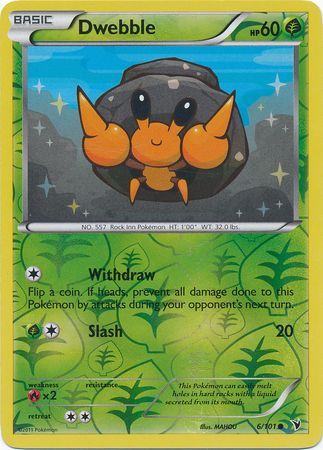 BASIC
Dwebble
HP60
NO. 557 Rock Inn Pokémon HT: 1'00" WT: 32.0 lbs.
Withdraw
Flip a coin. If heads, prevent all damage done to this
Pokémon by attacks during your opponent's next turn.
Slash 20
weakness resistance
×2
retreat
This Pokémon can easily melt
holes in hard rocks with a liquid
secreted from its mouth.
©2011 Pokémon
Illus. MAHOU 6/101